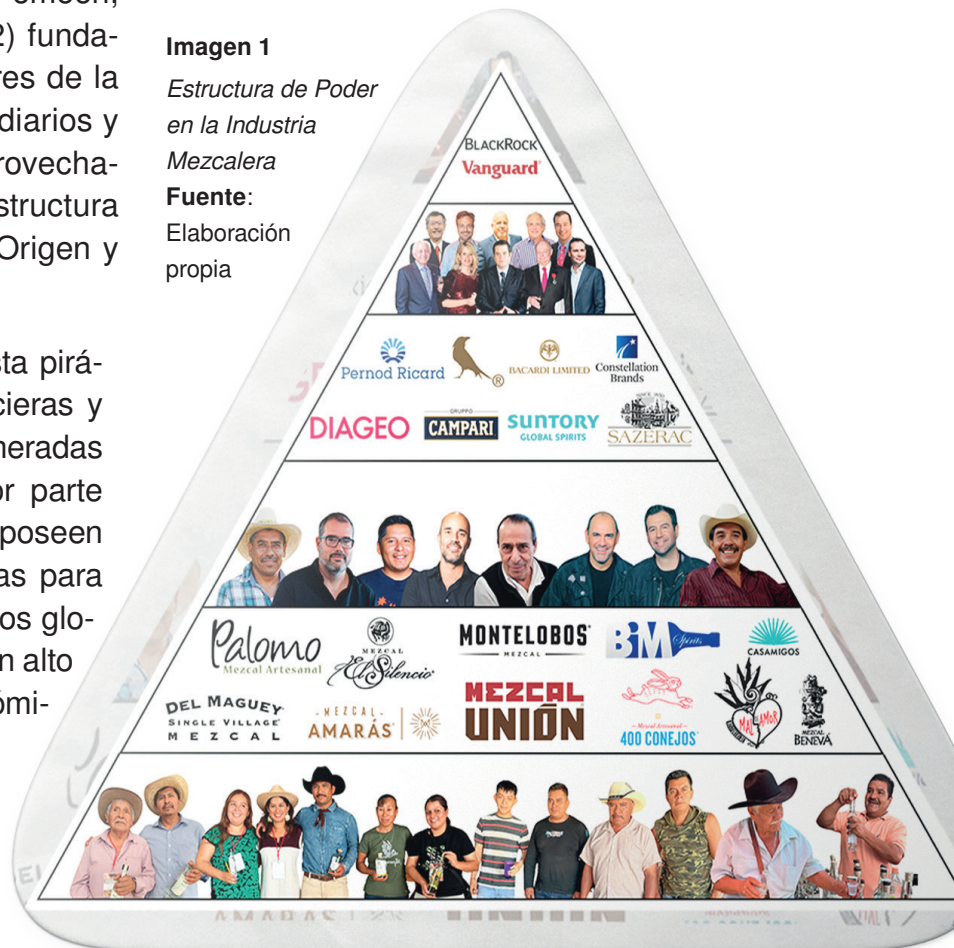 2) funda-
res de la
diarios y
rovecha-
structura
Origen y
sta pirá-
cieras y
neradas
or parte
poseen
as para
os glo-
n alto
ómi-
Imagen 1
Estructura de Poder
en la Industria
Mezcalera
Fuente:
Elaboración
propia
BLACKROCK
Vanguard
Pernod Ricard
®
BACARDI LIMITED
Constellation
Brands
DIAGEO
GRUPPO
CAMPARI
SUNTORY
GLOBAL SPIRITS
SAZERAC
Palomo
Mezcal Artesanal
MEZCAL
El Silencio
MONTELOBOS
MEZCAL
BIM Spirits
CASAMIGOS
DEL MAGUEY
SINGLE VILLAGE
MEZCAL
-MEZCAL-
AMARÁS
MEZCAL
UNIÓN
Mezcal Artesanal
400 CONEJOS
MAL DE AMOR
MEZCAL
BENEVÁ